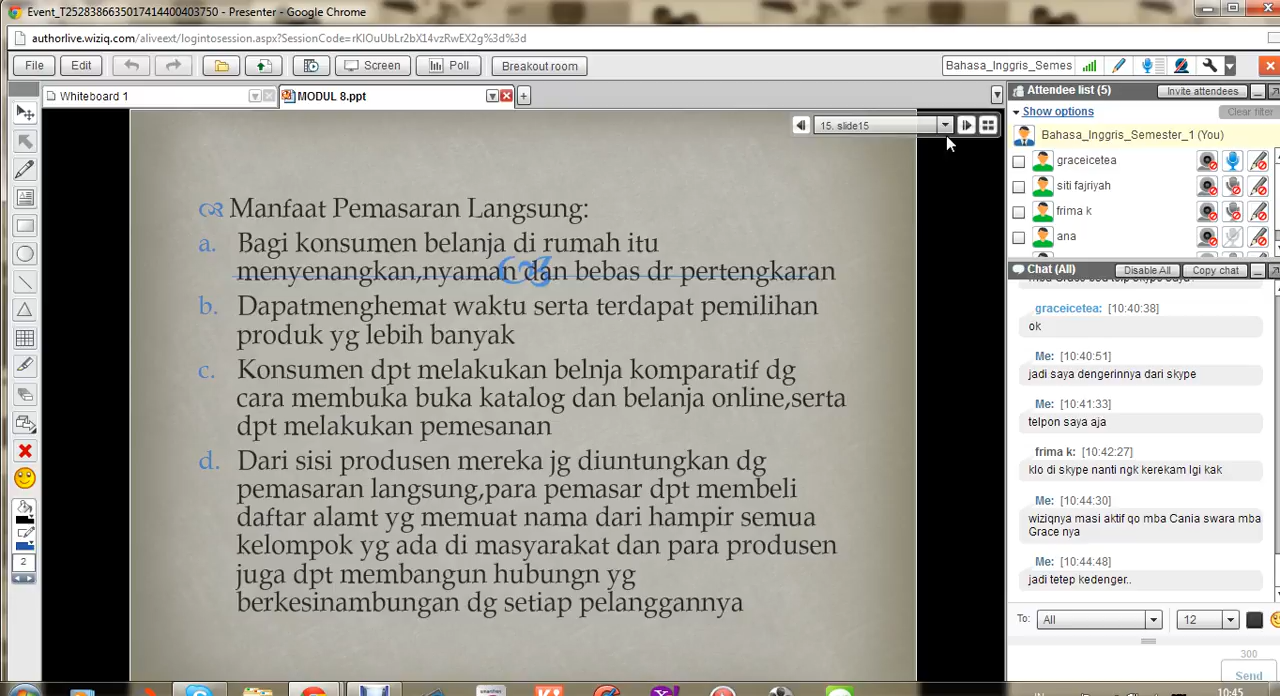 Event_T25283866350174144004​03750 - Presenter - Google Chrome
authorlive.wiziq.com/aliveext/logintosession.aspx?SessionCode=rKIOuUbLr2bX14vzRwEX2g%3d%3d
File Edit Screen Poll Breakout room Bahasa_Inggris_Semes
Whiteboard 1 MODUL 8.ppt
15. slide15
Manfaat Pemasaran Langsung:
a. Bagi konsumen belanja di rumah itu
menyenangkan,nyaman dan bebas dr pertengkaran
b. Dapatmenghemat waktu serta terdapat pemilihan
produk yg lebih banyak
c. Konsumen dpt melakukan belnja komparatif dg
cara membuka buka katalog dan belanja online,serta
dpt melakukan pemesanan
d. Dari sisi produsen mereka jg diuntungkan dg
pemasaran langsung,para pemasar dpt membeli
daftar alamt yg memuat nama dari hampir semua
kelompok yg ada di masyarakat dan para produsen
juga dpt membangun hubungn yg
berkesinambungan dg setiap pelanggannya
2
Attendee list (5) Invite attendees
Show options Clear filter
Bahasa_Inggris_Semester_1 (You)
graceicetea
siti fajriyah
frima k
ana
Chat (All) Disable All Copy chat
graceicetea: [10:40:38]
ok
Me: [10:40:51]
jadi saya dengerinnya dari skype
Me: [10:41:33]
telpon saya aja
frima k: [10:42:27]
klo di skype nanti ngk kerekam lgi kak
Me: [10:44:30]
wiziqnya masi aktif qo mba Cania swara mba
Grace nya
Me: [10:44:48]
jadi tetep kedenger..
To: All 12
300
Send
10:45